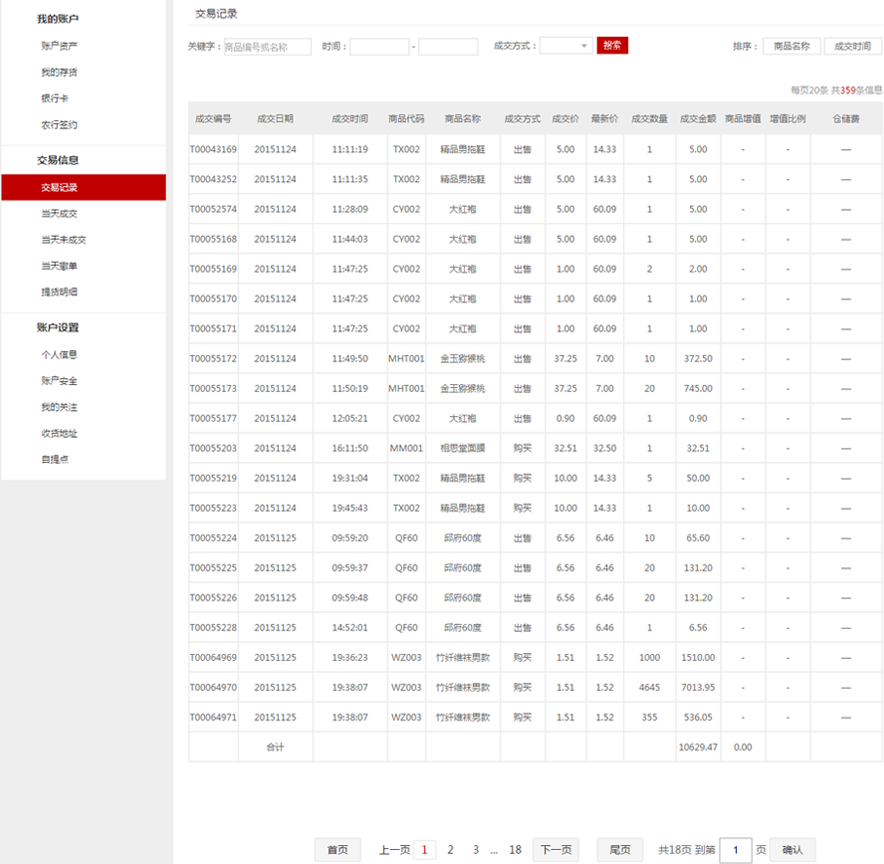 我的账户
账户资产
我的存货
银行卡
农行签约
交易信息
交易记录
当天成交
当天未成交
当天撤单
提货明细
账户设置
个人信息
账户安全
我的关注
收货地址
自提点
交易记录
关键字： 商品编号或名称 时间： - 成交方式： 搜索 排序： 商品名称 成交时间
每页20条 共359条信息
成交编号 成交日期 成交时间 商品代码 商品名称 成交方式 成交价 最新价 成交数量 成交金额 商品增值 增值比例 仓储费
T00043169 20151124 11:11:19 TX002 精品男拖鞋 出售 5.00 14.33 1 5.00 - - —
T00043252 20151124 11:11:35 TX002 精品男拖鞋 出售 5.00 14.33 1 5.00 - - —
T00052574 20151124 11:28:09 CY002 大红袍 出售 5.00 60.09 1 5.00 - - —
T00055168 20151124 11:44:03 CY002 大红袍 出售 5.00 60.09 1 5.00 - - —
T00055169 20151124 11:47:25 CY002 大红袍 出售 1.00 60.09 2 2.00 - - —
T00055170 20151124 11:47:25 CY002 大红袍 出售 1.00 60.09 1 1.00 - - —
T00055171 20151124 11:47:25 CY002 大红袍 出售 1.00 60.09 1 1.00 - - —
T00055172 20151124 11:49:50 MHT001 金玉猕猴桃 出售 37.25 7.00 10 372.50 - - —
T00055173 20151124 11:50:19 MHT001 金玉猕猴桃 出售 37.25 7.00 20 745.00 - - —
T00055177 20151124 12:05:21 CY002 大红袍 出售 0.90 60.09 1 0.90 - - —
T00055203 20151124 16:11:50 MM001 相思堂面膜 购买 32.51 32.50 1 32.51 - - —
T00055219 20151124 19:31:04 TX002 精品男拖鞋 购买 10.00 14.33 5 50.00 - - —
T00055223 20151124 19:45:43 TX002 精品男拖鞋 购买 10.00 14.33 1 10.00 - - —
T00055224 20151125 09:59:20 QF60 邱府60度 出售 6.56 6.46 10 65.60 - - —
T00055225 20151125 09:59:37 QF60 邱府60度 出售 6.56 6.46 20 131.20 - - —
T00055226 20151125 09:59:48 QF60 邱府60度 出售 6.56 6.46 20 131.20 - - —
T00055228 20151125 14:52:01 QF60 邱府60度 出售 6.56 6.46 1 6.56 - - —
T00064969 20151125 19:36:23 WZ003 竹纤维袜男款 购买 1.51 1.52 1000 1510.00 - - —
T00064970 20151125 19:38:07 WZ003 竹纤维袜男款 购买 1.51 1.52 4645 7013.95 - - —
T00064971 20151125 19:38:07 WZ003 竹纤维袜男款 购买 1.51 1.52 355 536.05 - - —
合计 10629.47 0.00
首页 上一页 1 2 3 ... 18 下一页 尾页 共18页 到第 1 页 确认